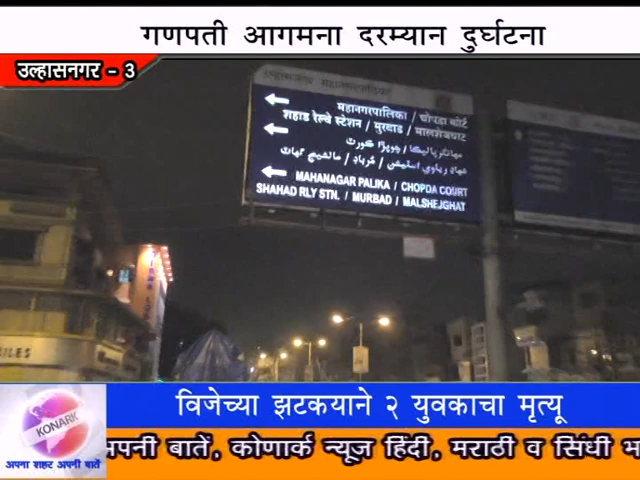 गणपती आगमना दरम्यान दुर्घटना
उल्हासनगर - 3
महानगरपालिका / चोपडा कोर्ट
शहाड रेल्वे स्टेशन / मुरबाड / माळशेजघाट
MAHANAGAR PALIKA / CHOPDA COURT
SHAHAD RLY STN. / MURBAD / MALSHEJGHAT
विजेच्या झटकयाने २ युवकाचा मृत्यू
KONARK
अपना शहर अपनी बातें
अपनी बातें. कोणार्क न्यूज हिंदी, मराठी व सिंधी